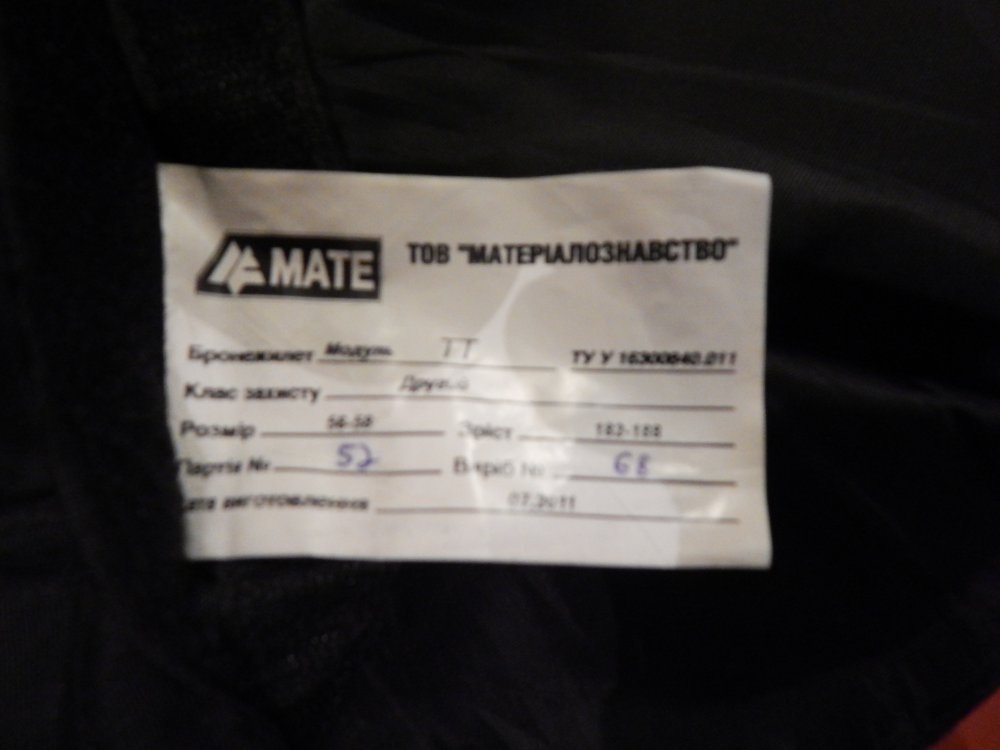 MATE ТОВ "МАТЕРІАЛОЗНАВСТВО"
Бронежилет Модуль ТТ ТУ У 16300640.011
Клас захисту Другий
Розмір 56-58 Зріст 182-188
Партія № 52 Виріб № 68
Дата виготовлення 07.2011